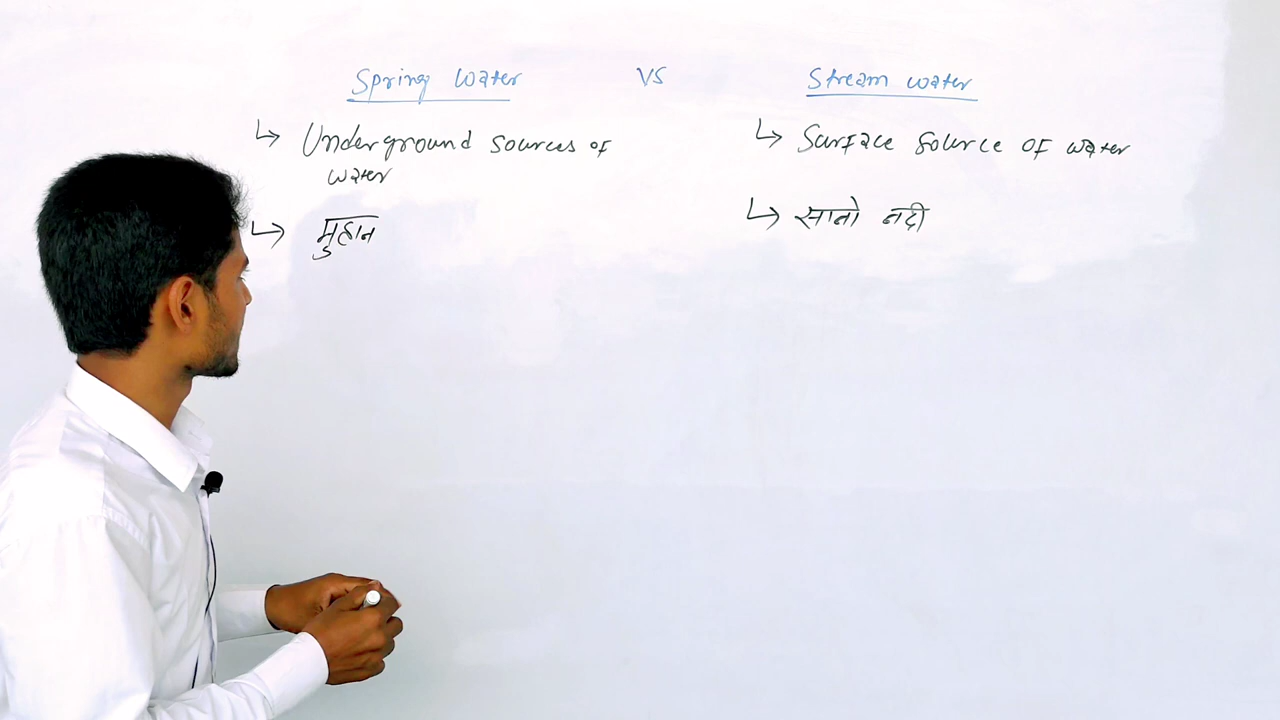 Spring Water VS Stream water
↳ Underground sources of
water
↳ मुहान
↳ Surface source of water
↳ सानो नदी